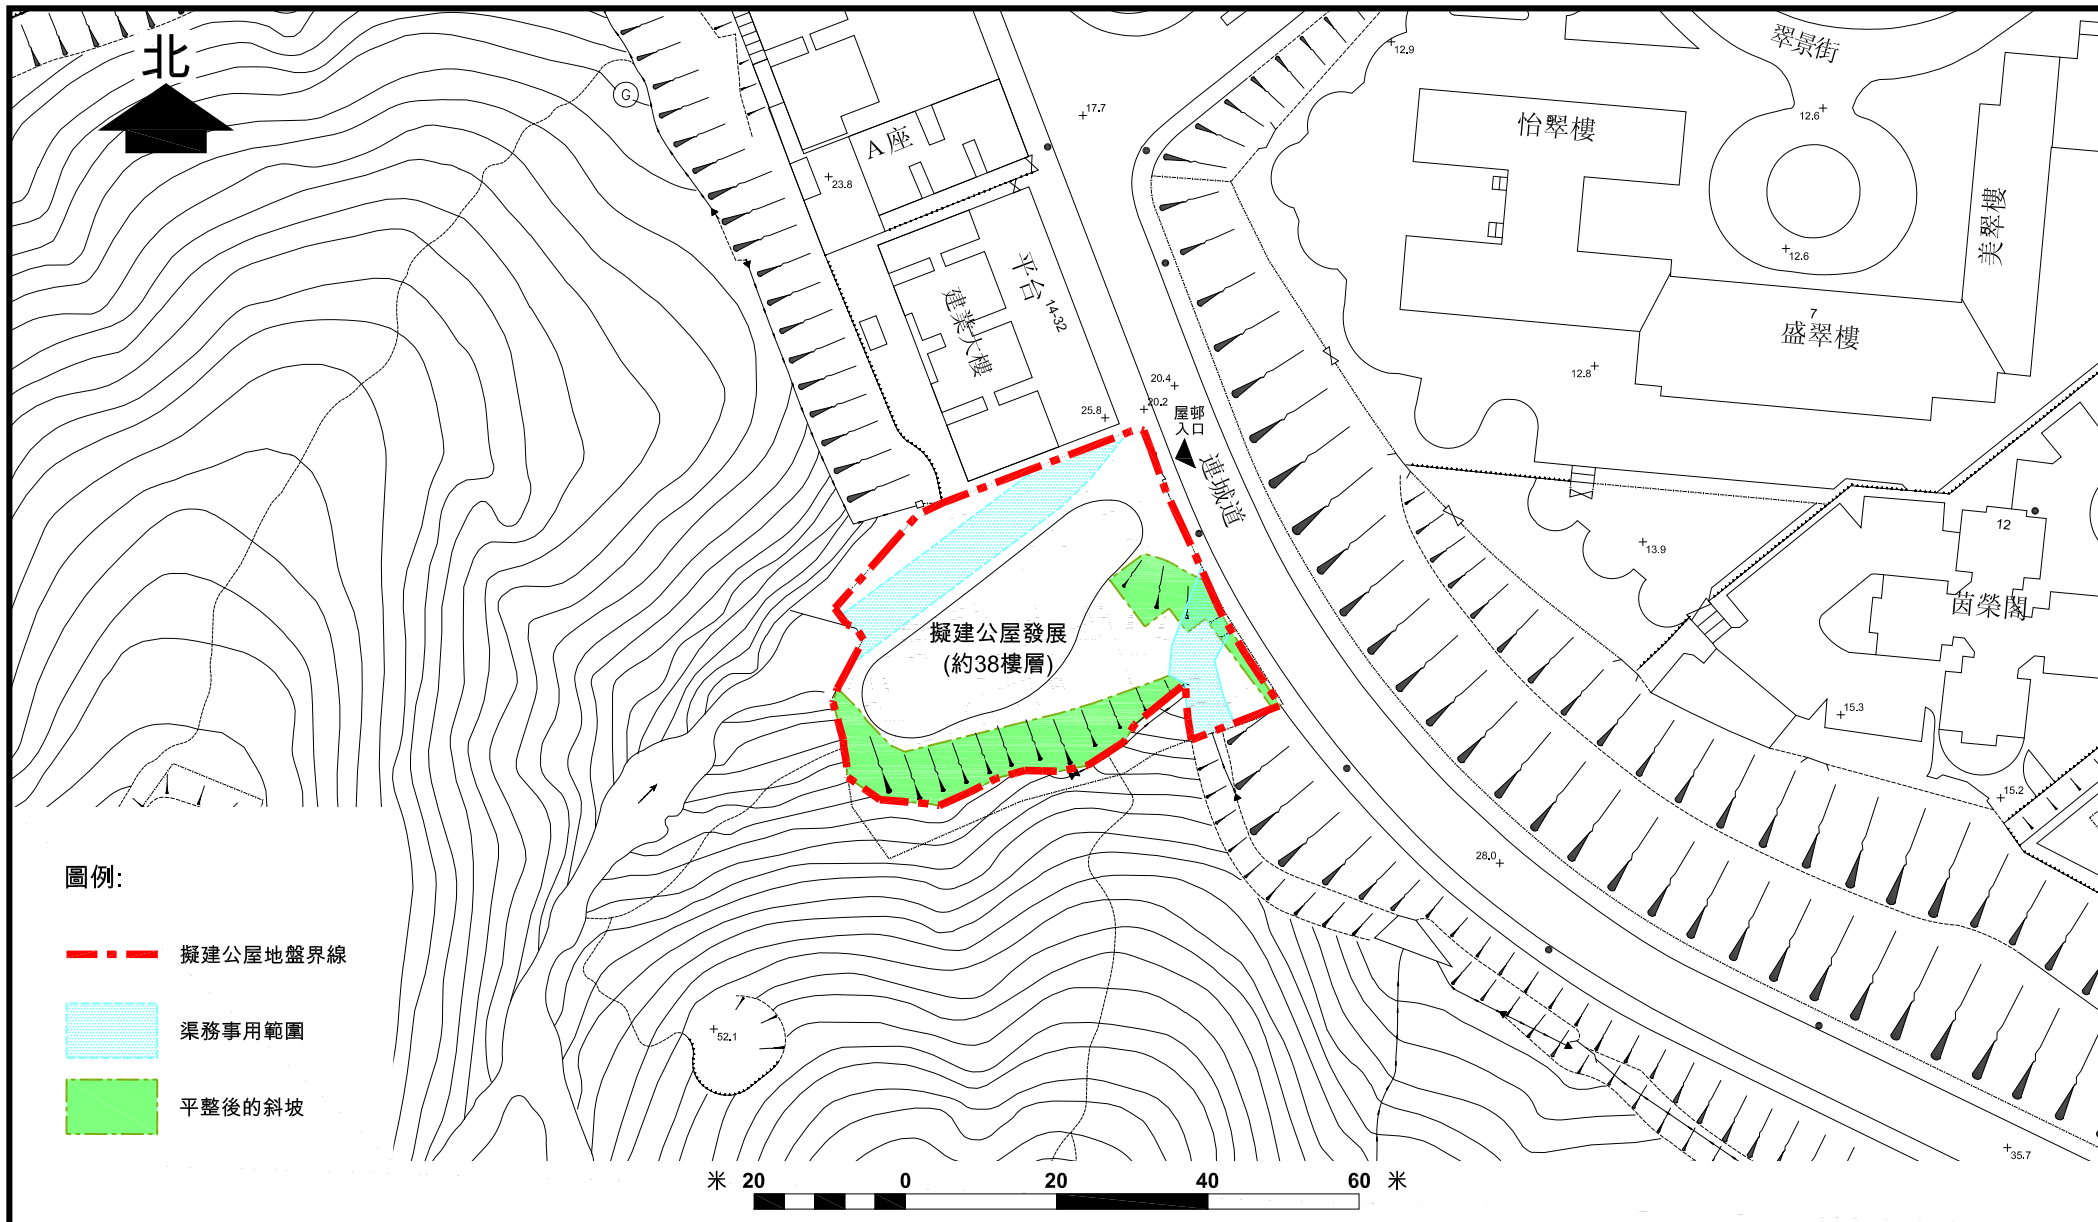 北
G
12.9
翠景街
17.7
12.6
A座
怡翠樓
23.8
美翠樓
12.6
平台
14-32
建業大樓
7
盛翠樓
20.4
12.8
25.8
20.2
屋邨
入口
連城道
12
13.9
茵榮閣
擬建公屋發展
(約38樓層)
15.3
15.2
28.0
圖例:
擬建公屋地盤界線
渠務事用範圍
平整後的斜坡
52.1
35.7
米 20 0 20 40 60 米